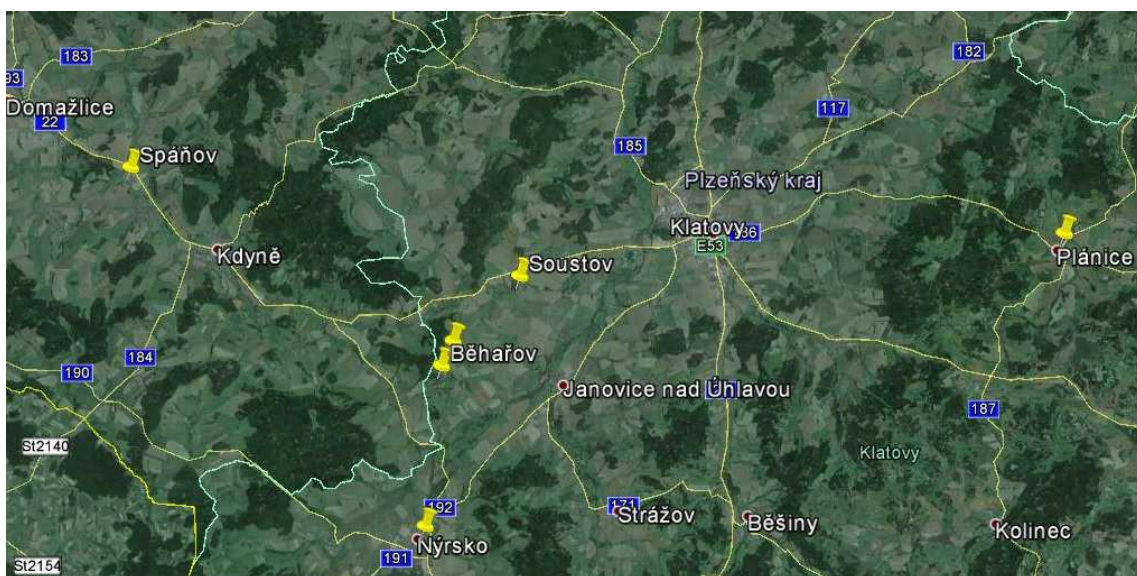 183
182
193
Domažlice
22
117
Spáňov
185
Plzeňský kraj
Klatovy
E53
Kdyně
Soustov
Plánice
Běhařov
184
190
Janovice nad Úhlavou
187
St2140
Klatovy
192
171
Strážov
Běšiny
Kolinec
Nýrsko
191
St2154